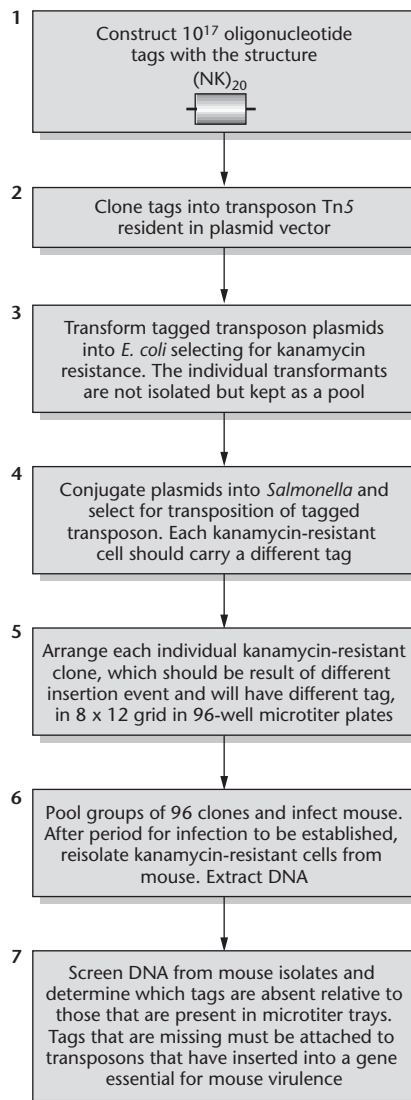 1
Construct 10¹⁷ oligonucleotide
tags with the structure
(NK)₂₀
2
Clone tags into transposon Tn5
resident in plasmid vector
3
Transform tagged transposon plasmids
into E. coli selecting for kanamycin
resistance. The individual transformants
are not isolated but kept as a pool
4
Conjugate plasmids into Salmonella and
select for transposition of tagged
transposon. Each kanamycin-resistant
cell should carry a different tag
5
Arrange each individual kanamycin-resistant
clone, which should be result of different
insertion event and will have different tag,
in 8 x 12 grid in 96-well microtiter plates
6
Pool groups of 96 clones and infect mouse.
After period for infection to be established,
reisolate kanamycin-resistant cells from
mouse. Extract DNA
7
Screen DNA from mouse isolates and
determine which tags are absent relative to
those that are present in microtiter trays.
Tags that are missing must be attached to
transposons that have inserted into a gene
essential for mouse virulence